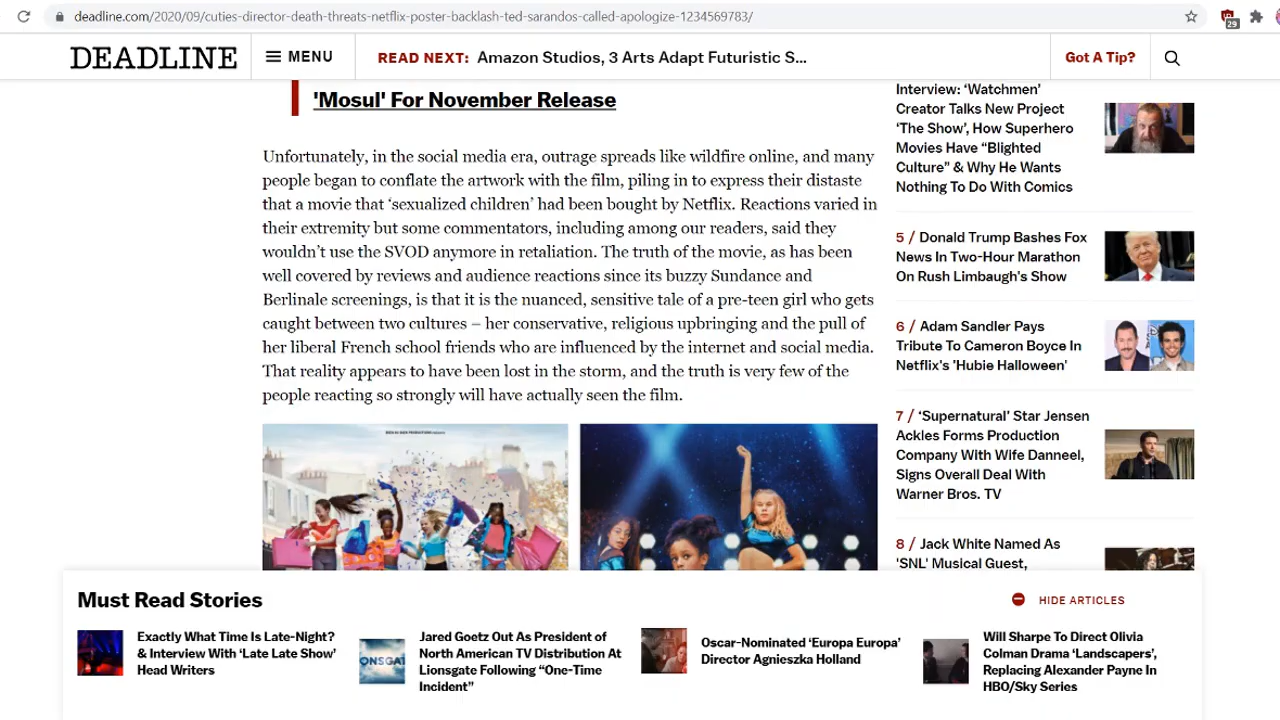 deadline.com/2020/09/cuties-director-death-threats-netflix-poster-backlash-ted-sarandos-called-apologize-1234569783/
29
DEADLINE
MENU
READ NEXT: Amazon Studios, 3 Arts Adapt Futuristic S...
Got A Tip?
'Mosul' For November Release
Unfortunately, in the social media era, outrage spreads like wildfire online, and many
people began to conflate the artwork with the film, piling in to express their distaste
that a movie that ‘sexualized children’ had been bought by Netflix. Reactions varied in
their extremity but some commentators, including among our readers, said they
wouldn’t use the SVOD anymore in retaliation. The truth of the movie, as has been
well covered by reviews and audience reactions since its buzzy Sundance and
Berlinale screenings, is that it is the nuanced, sensitive tale of a pre-teen girl who gets
caught between two cultures – her conservative, religious upbringing and the pull of
her liberal French school friends who are influenced by the internet and social media.
That reality appears to have been lost in the storm, and the truth is very few of the
people reacting so strongly will have actually seen the film.
Interview: ‘Watchmen’
Creator Talks New Project
‘The Show’, How Superhero
Movies Have “Blighted
Culture” & Why He Wants
Nothing To Do With Comics
5 / Donald Trump Bashes Fox
News In Two-Hour Marathon
On Rush Limbaugh's Show
6 / Adam Sandler Pays
Tribute To Cameron Boyce In
Netflix's 'Hubie Halloween'
7 / ‘Supernatural’ Star Jensen
Ackles Forms Production
Company With Wife Danneel,
Signs Overall Deal With
Warner Bros. TV
8 / Jack White Named As
'SNL' Musical Guest,
Must Read Stories
HIDE ARTICLES
Exactly What Time Is Late-Night?
& Interview With ‘Late Late Show’
Head Writers
ONSGAT
Jared Goetz Out As President of
North American TV Distribution At
Lionsgate Following “One-Time
Incident”
Oscar-Nominated ‘Europa Europa’
Director Agnieszka Holland
Will Sharpe To Direct Olivia
Colman Drama ‘Landscapers’,
Replacing Alexander Payne In
HBO/Sky Series